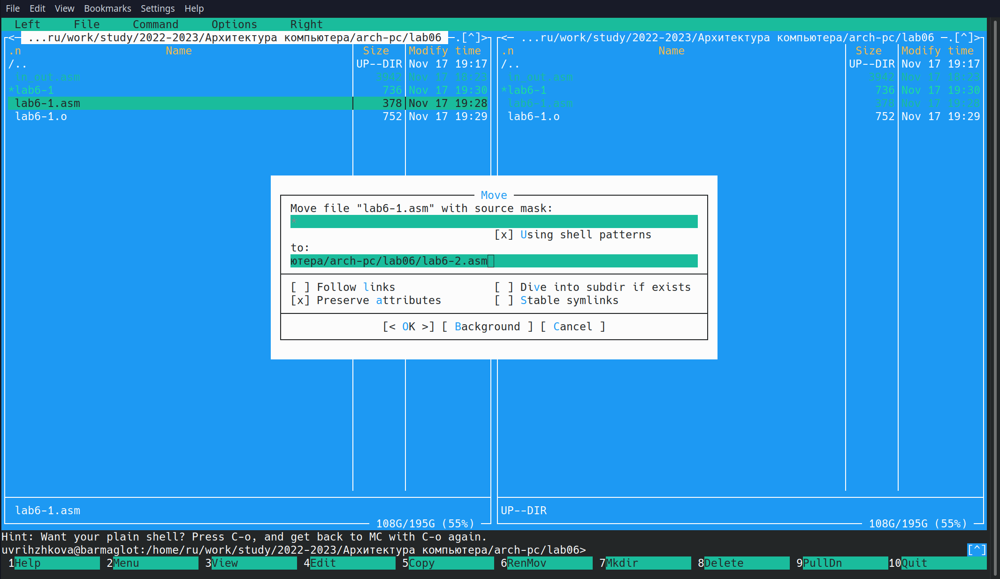 File Edit View Bookmarks Settings Help
Left File Command Options Right
<─ ...ru/work/study/2022-2023/Архитектура компьютера/arch-pc/lab06 ─.[^]> <─ ...ru/work/study/2022-2023/Архитектура компьютера/arch-pc/lab06 ─.[^]>
.n Name Size Modify time .n Name Size Modify time
/.. UP--DIR Nov 17 19:17 /.. UP--DIR Nov 17 19:17
in_out.asm 3942 Nov 17 18:23 in_out.asm 3942 Nov 17 18:23
*lab6-1 736 Nov 17 19:30 *lab6-1 736 Nov 17 19:30
lab6-1.asm 378 Nov 17 19:28 lab6-1.asm 378 Nov 17 19:28
lab6-1.o 752 Nov 17 19:29 lab6-1.o 752 Nov 17 19:29
Move
Move file "lab6-1.asm" with source mask:
*
[x] Using shell patterns
to:
ютера/arch-pc/lab06/lab6-2.asm
[ ] Follow links [ ] Dive into subdir if exists
[x] Preserve attributes [ ] Stable symlinks
[< OK >] [ Background ] [ Cancel ]
lab6-1.asm UP--DIR
108G/195G (55%) 108G/195G (55%)
Hint: Want your plain shell? Press C-o, and get back to MC with C-o again.
uvrihzhkova@barmaglot:/home/ru/work/study/2022-2023/Архитектура компьютера/arch-pc/lab06> [^]
1Help 2Menu 3View 4Edit 5Copy 6RenMov 7Mkdir 8Delete 9PullDn 10Quit